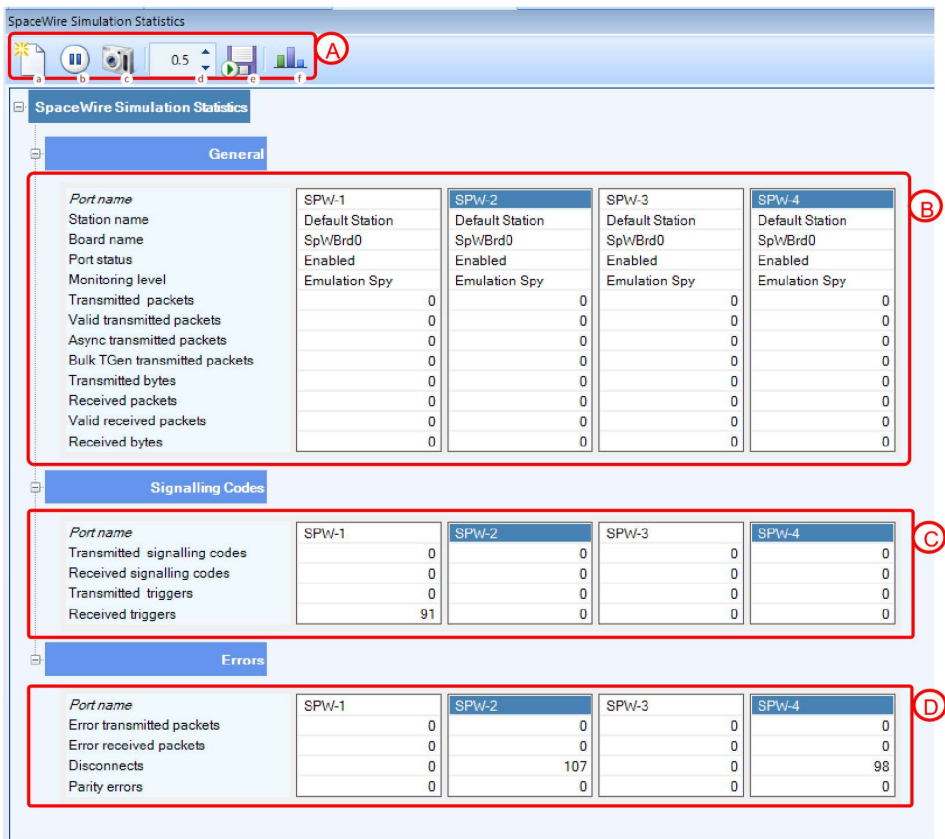 SpaceWire Simulation Statistics
A
0.5
a b c d e f
SpaceWire Simulation Statistics
General
B
Port name SPW-1 SPW-2 SPW-3 SPW-4
Station name Default Station Default Station Default Station Default Station
Board name SpWBrd0 SpWBrd0 SpWBrd0 SpWBrd0
Port status Enabled Enabled Enabled Enabled
Monitoring level Emulation Spy Emulation Spy Emulation Spy Emulation Spy
Transmitted packets 0 0 0 0
Valid transmitted packets 0 0 0 0
Async transmitted packets 0 0 0 0
Bulk TGen transmitted packets 0 0 0 0
Transmitted bytes 0 0 0 0
Received packets 0 0 0 0
Valid received packets 0 0 0 0
Received bytes 0 0 0 0
Signalling Codes
C
Port name SPW-1 SPW-2 SPW-3 SPW-4
Transmitted signalling codes 0 0 0 0
Received signalling codes 0 0 0 0
Transmitted triggers 0 0 0 0
Received triggers 91 0 0 0
Errors
D
Port name SPW-1 SPW-2 SPW-3 SPW-4
Error transmitted packets 0 0 0 0
Error received packets 0 0 0 0
Disconnects 0 107 0 98
Parity errors 0 0 0 0